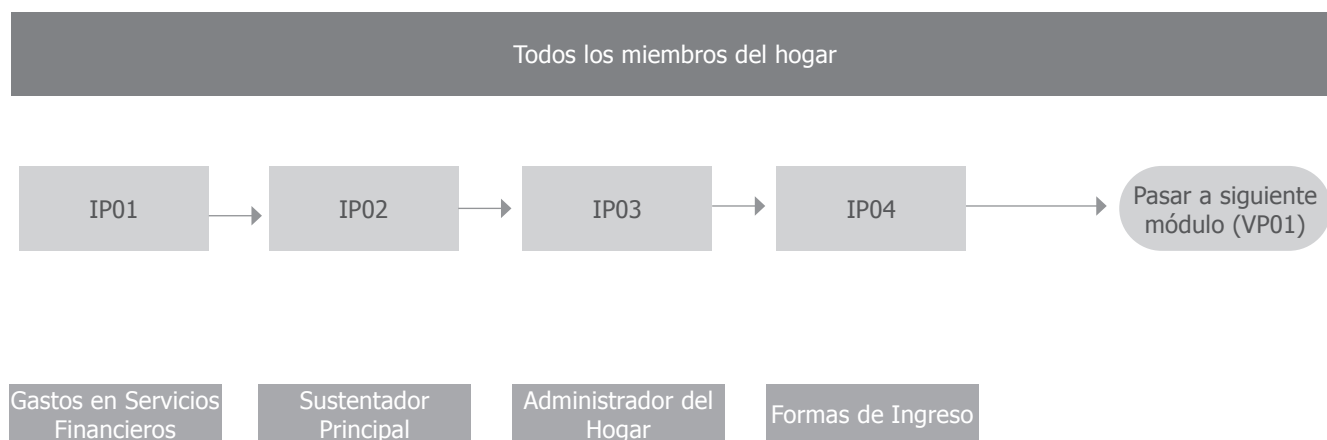 Todos los miembros del hogar
IP01
IP02
IP03
IP04
Pasar a siguiente
módulo (VP01)
Gastos en Servicios
Financieros
Sustentador
Principal
Administrador del
Hogar
Formas de Ingreso